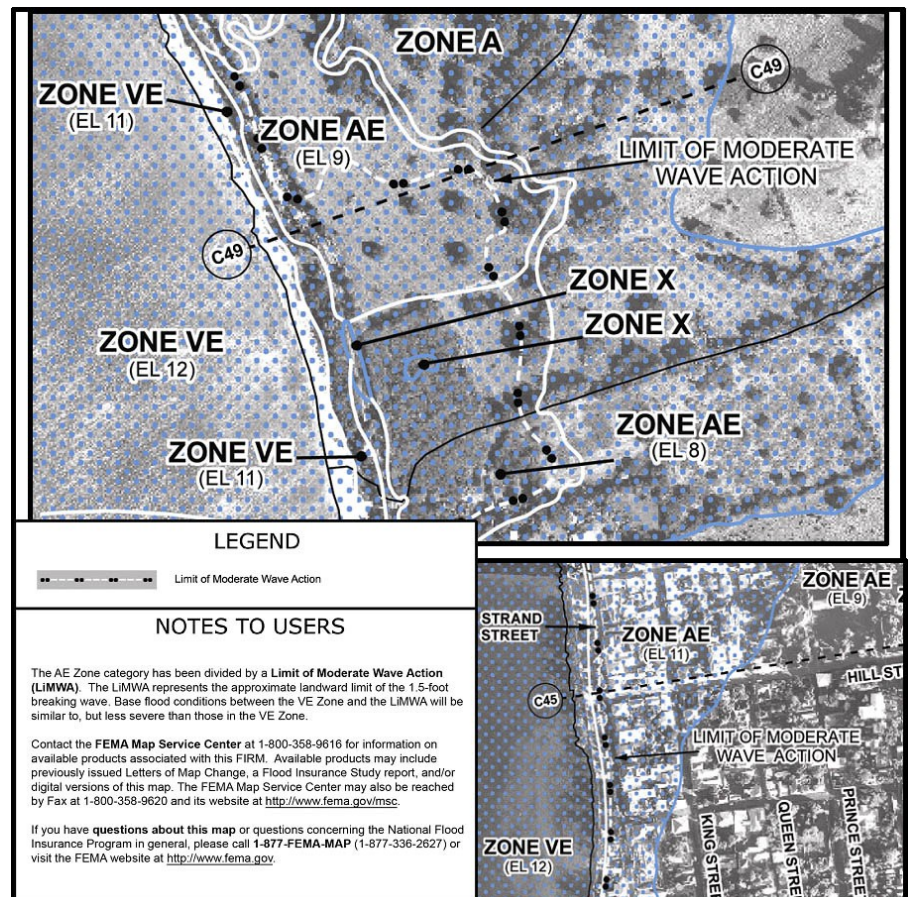 ZONE A
C49
ZONE VE
(EL 11)
ZONE AE
(EL 9)
LIMIT OF MODERATE
WAVE ACTION
C49
ZONE X
ZONE X
ZONE VE
(EL 12)
ZONE AE
(EL 8)
ZONE VE
(EL 11)
LEGEND
Limit of Moderate Wave Action
NOTES TO USERS
The AE Zone category has been divided by a Limit of Moderate Wave Action
(LiMWA). The LiMWA represents the approximate landward limit of the 1.5-foot
breaking wave. Base flood conditions between the VE Zone and the LiMWA will be
similar to, but less severe than those in the VE Zone.
Contact the FEMA Map Service Center at 1-800-358-9616 for information on
available products associated with this FIRM. Available products may include
previously issued Letters of Map Change, a Flood Insurance Study report, and/or
digital versions of this map. The FEMA Map Service Center may also be reached
by Fax at 1-800-358-9620 and its website at http://www.fema.gov/msc.
If you have questions about this map or questions concerning the National Flood
Insurance Program in general, please call 1-877-FEMA-MAP (1-877-336-2627) or
visit the FEMA website at http://www.fema.gov.
ZONE AE
(EL 9)
STRAND
STREET
ZONE AE
(EL 11)
HILL ST
C45
LIMIT OF MODERATE
WAVE ACTION
ZONE VE
(EL 12)
KING STREE
QUEEN STREE
PRINCE STREE